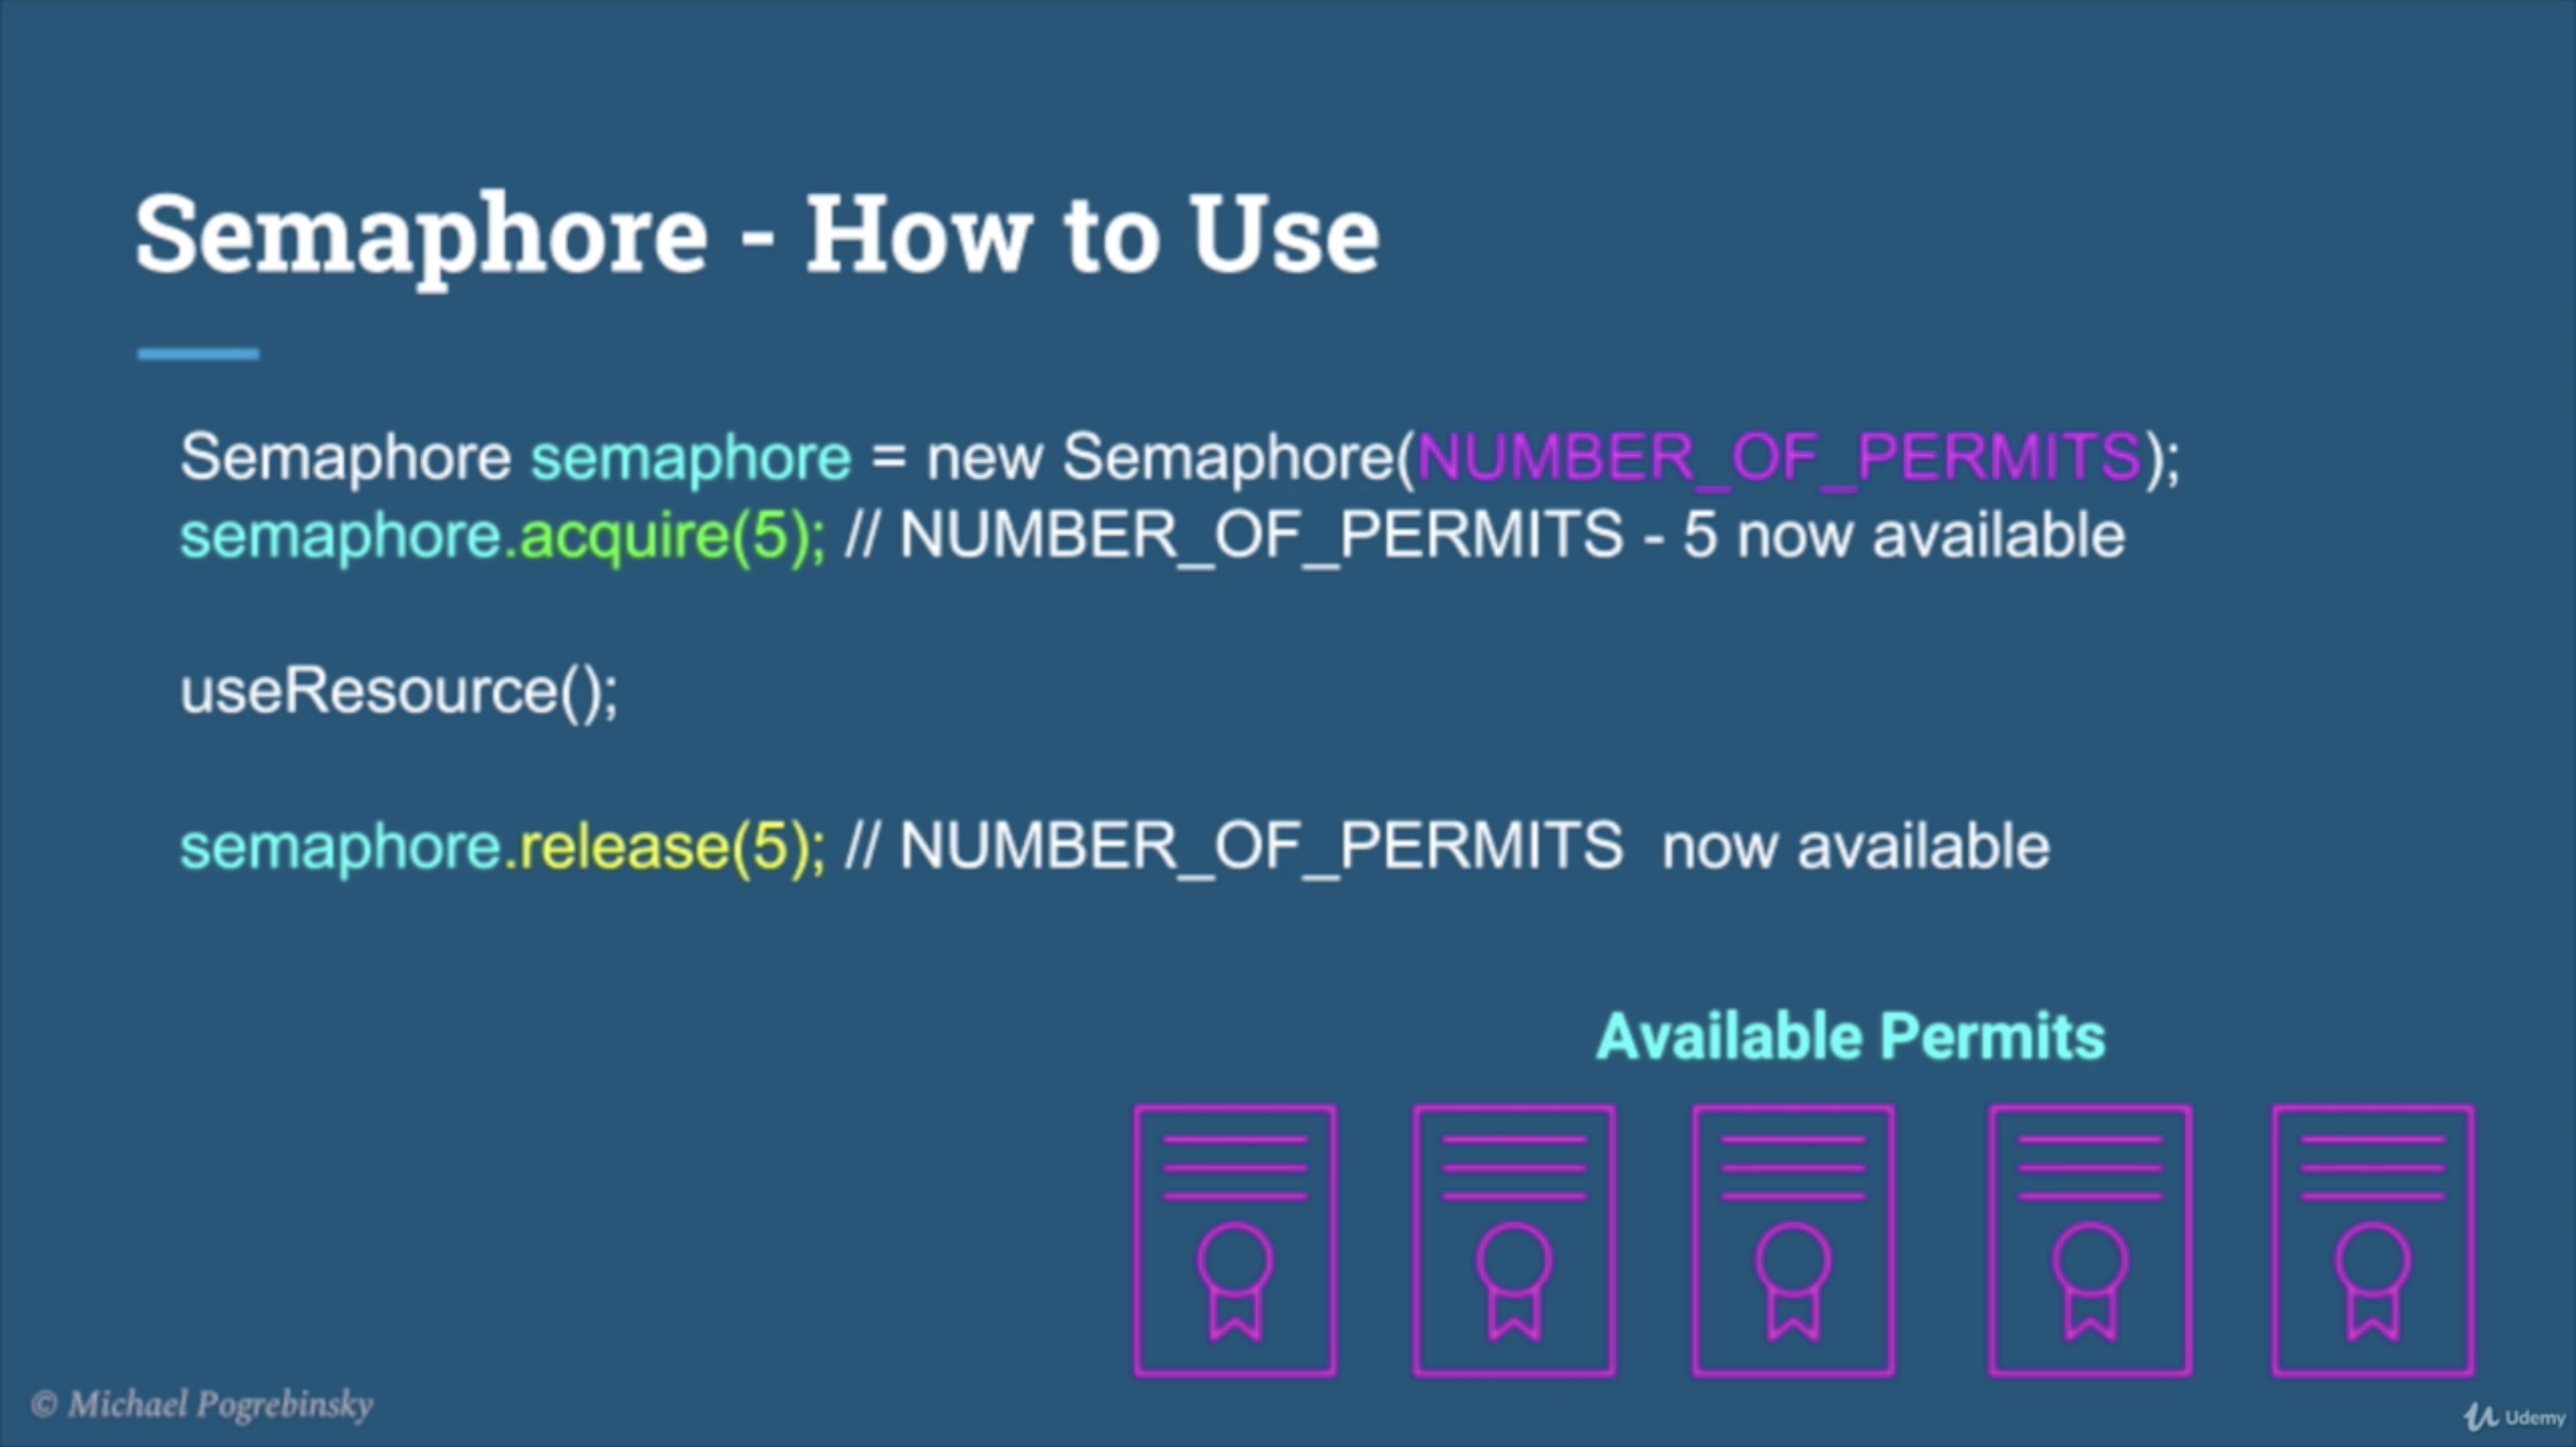 Semaphore - How to Use
Semaphore semaphore = new Semaphore(NUMBER_OF_PERMITS);
semaphore.acquire(5); // NUMBER_OF_PERMITS - 5 now available
useResource();
semaphore.release(5); // NUMBER_OF_PERMITS  now available
Available Permits
© Michael Pogrebinsky
Udemy